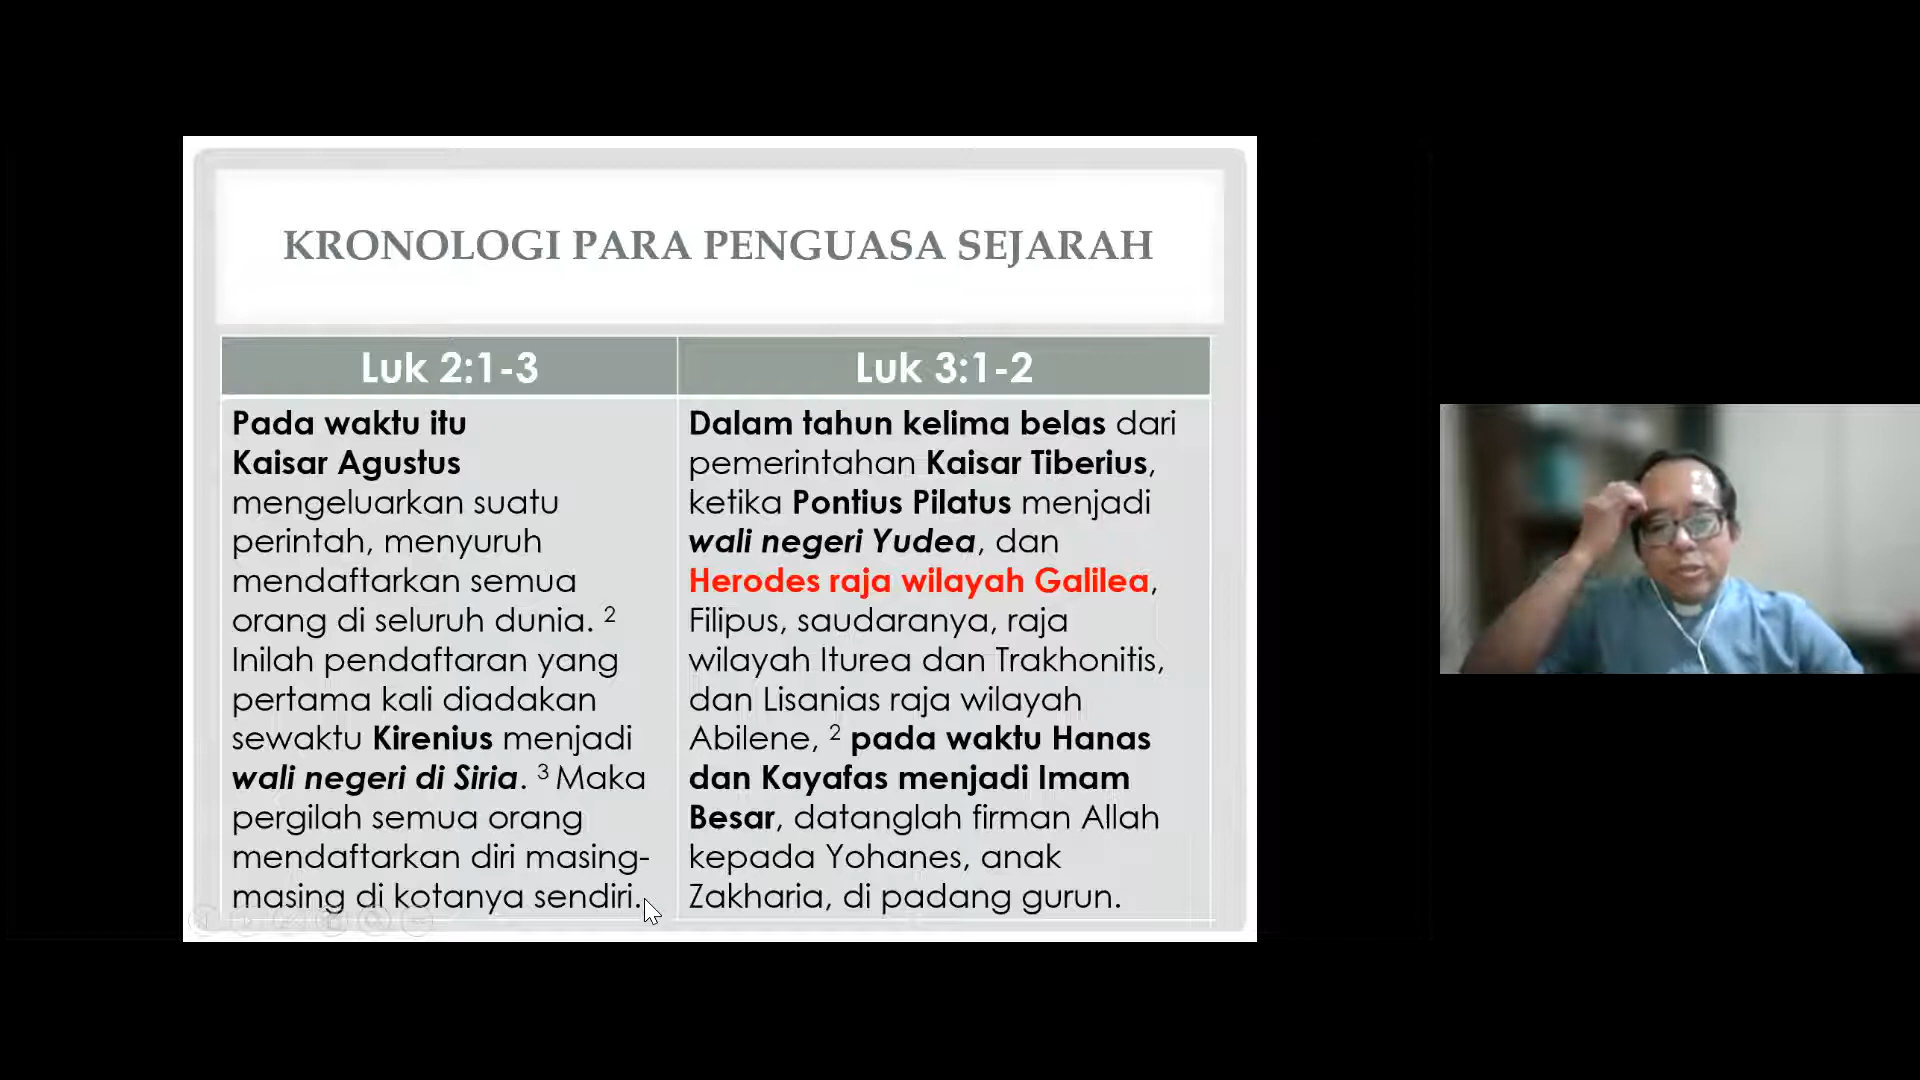 KRONOLOGI PARA PENGUASA SEJARAH
Luk 2:1-3
Pada waktu itu
Kaisar Agustus
mengeluarkan suatu
perintah, menyuruh
mendaftarkan semua
orang di seluruh dunia. 2
Inilah pendaftaran yang
pertama kali diadakan
sewaktu Kirenius menjadi
wali negeri di Siria. 3 Maka
pergilah semua orang
mendaftarkan diri masing-
masing di kotanya sendiri.
Luk 3:1-2
Dalam tahun kelima belas dari
pemerintahan Kaisar Tiberius,
ketika Pontius Pilatus menjadi
wali negeri Yudea, dan
Herodes raja wilayah Galilea,
Filipus, saudaranya, raja
wilayah Iturea dan Trakhonitis,
dan Lisanias raja wilayah
Abilene, 2 pada waktu Hanas
dan Kayafas menjadi Imam
Besar, datanglah firman Allah
kepada Yohanes, anak
Zakharia, di padang gurun.